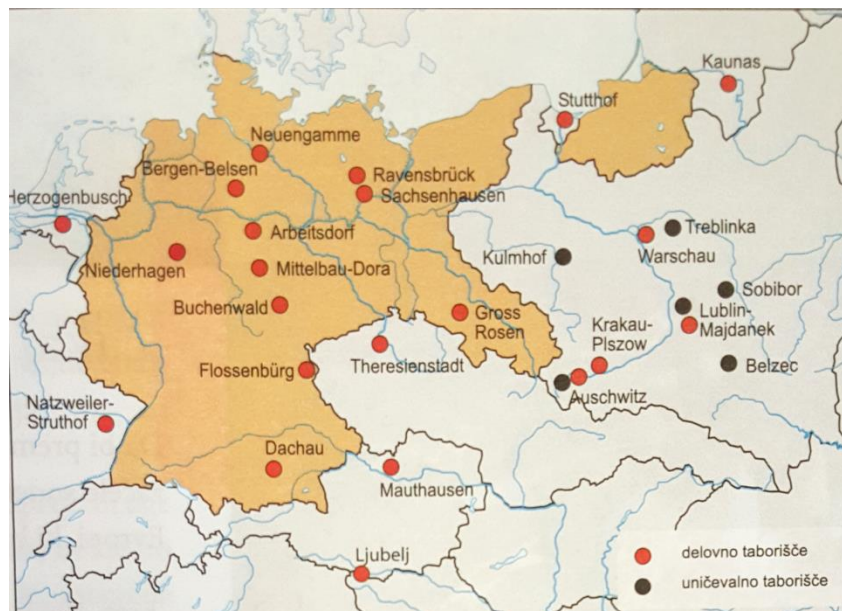 Kaunas
Stutthof
Neuengamme
Bergen-Belsen
Ravensbrück
Sachsenhausen
Herzogenbusch
Arbeitsdorf
Treblinka
Warschau
Kulmhof
Niederhagen
Mittelbau-Dora
Sobibor
Buchenwald
Gross
Rosen
Lublin-
Majdanek
Krakau-
Plszow
Flossenbürg
Theresienstadt
Belzec
Auschwitz
Natzweiler-
Struthof
Dachau
Mauthausen
Ljubelj
delovno taborišče
uničevalno taborišče